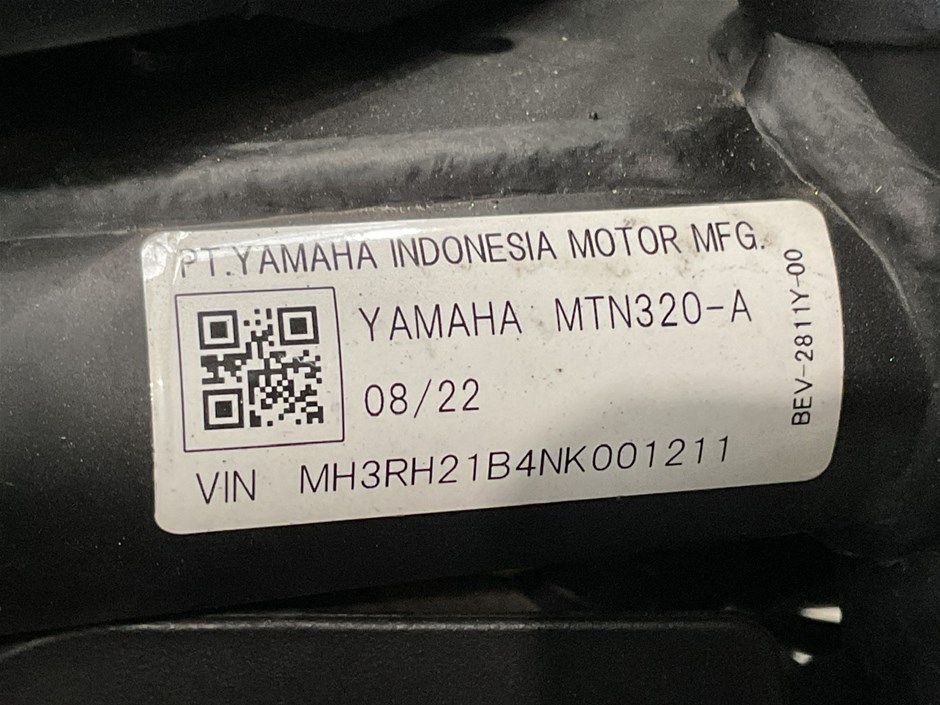 PT.YAMAHA INDONESIA MOTOR MFG.
YAMAHA MTN320-A
08/22
VIN MH3RH21B4NK001211
BEV-2811Y-00